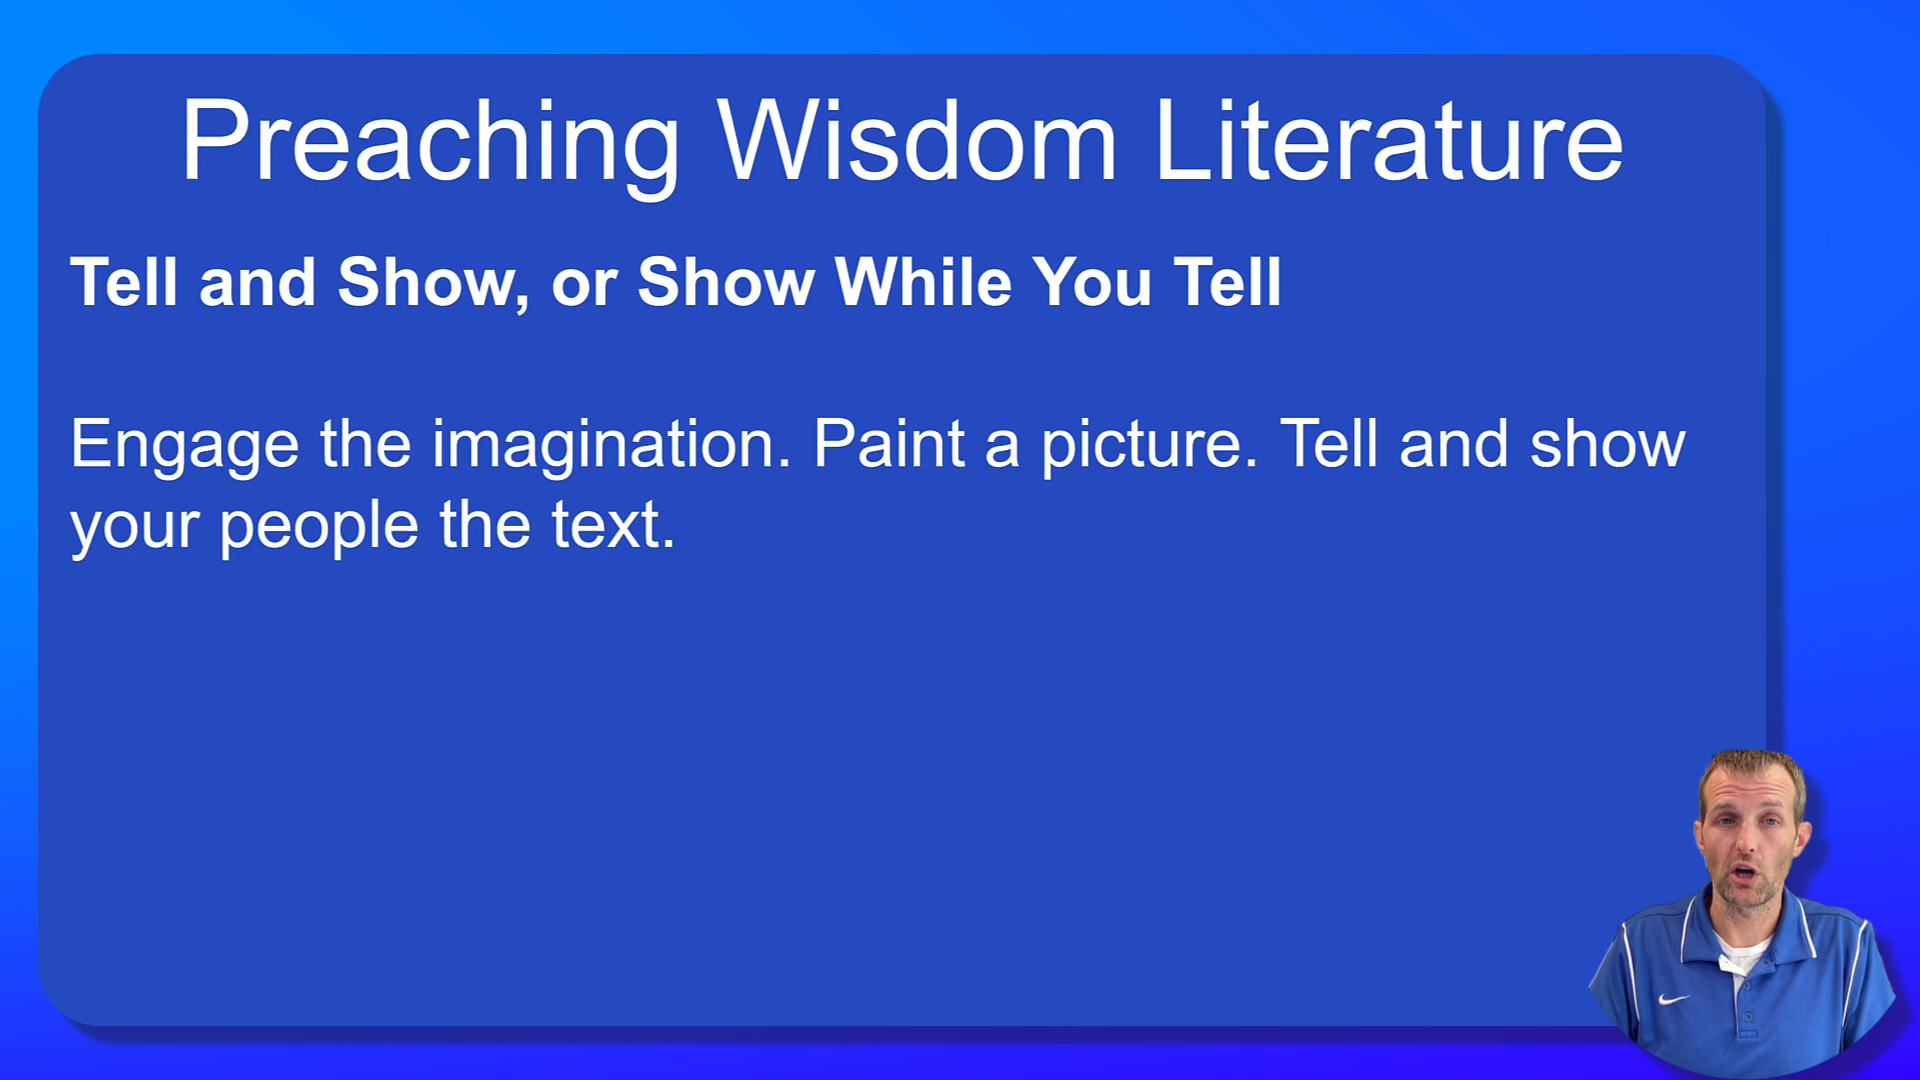 Preaching Wisdom Literature
Tell and Show, or Show While You Tell
Engage the imagination. Paint a picture. Tell and show
your people the text.